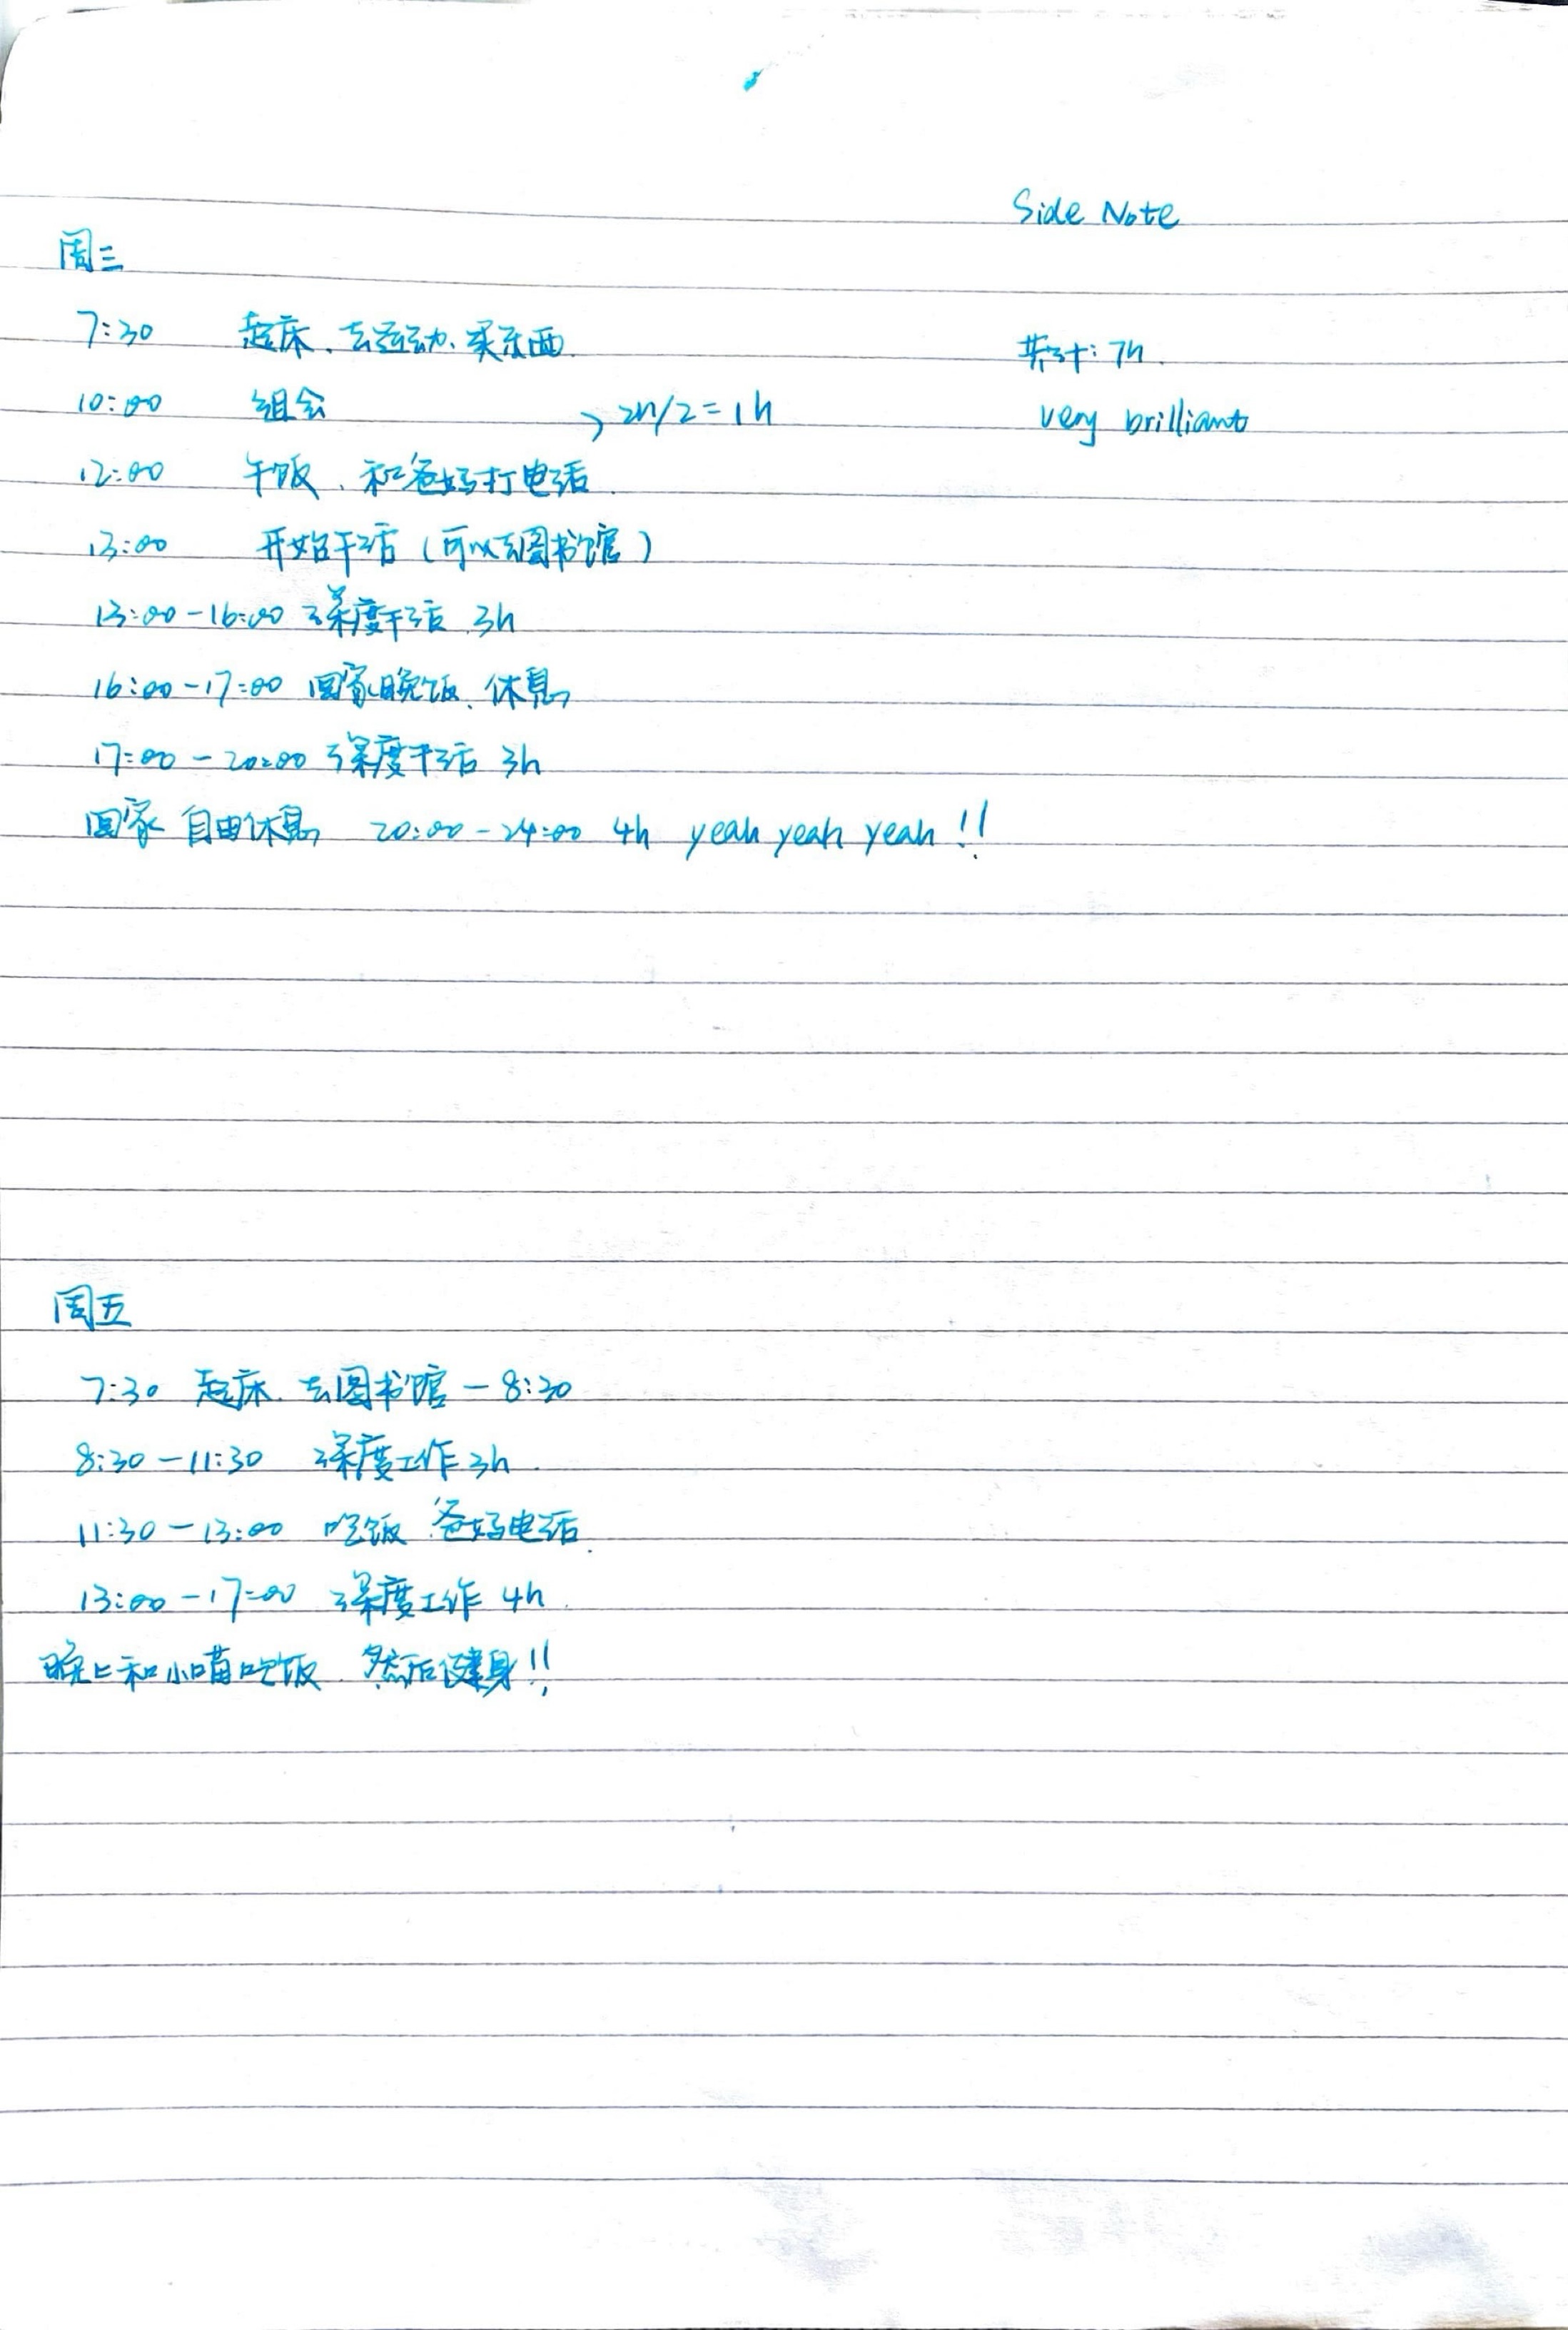 Side Note
周三
7:30 起床、去运动、买东西 共计: 7h.
10:00 组会 > 2h/2=1h very brilliant
12:00 午饭、和爸妈打电话
13:00 开始干活 (可以去图书馆)
13:00-16:00 深度干活 3h
16:00-17:00 回家晚饭、休息
17:00-20:00 深度干活 3h
回家 自由休息 20:00-24:00 4h yeah yeah yeah!!
周五
7:30 起床、去图书馆-8:30
8:30-11:30 深度工作 3h
11:30-13:00 吃饭 爸妈电话
13:00-17:00 深度工作 4h
晚上和小喵吃饭 然后健身!!